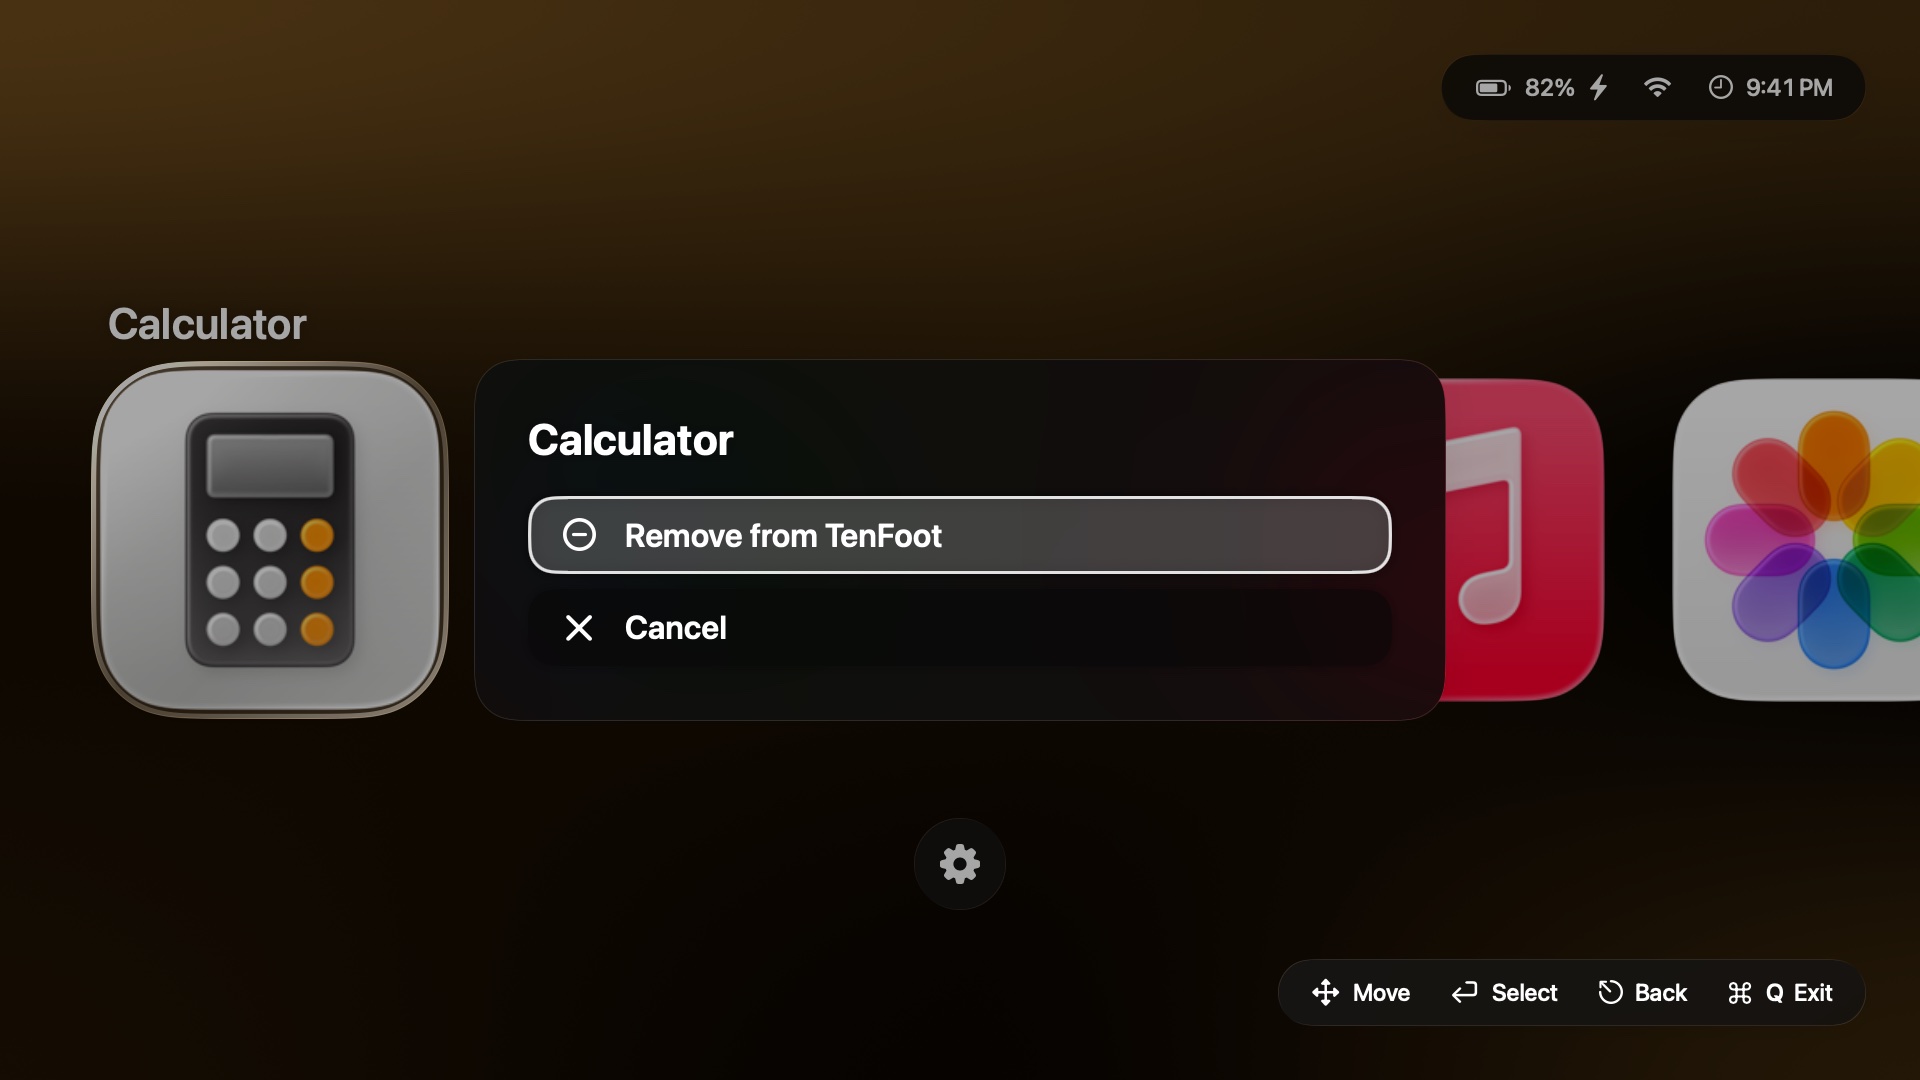 82%
9:41 PM
Calculator
Calculator
Remove from TenFoot
Cancel
Move
Select
Back
⌘ Q Exit